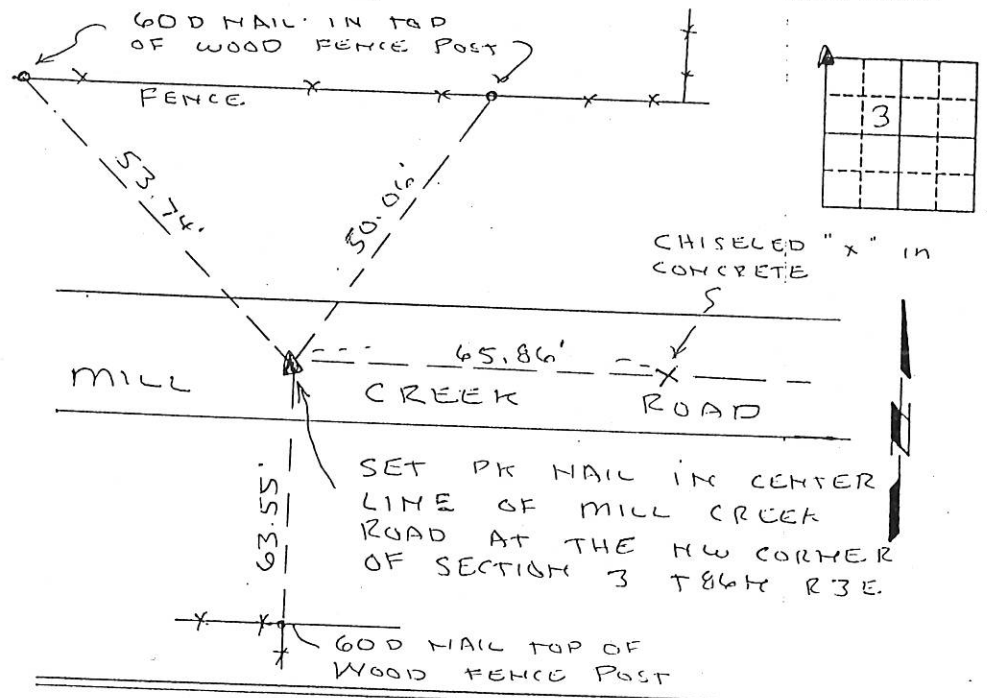 60D NAIL IN TOP
OF WOOD FENCE POST
FENCE
3
53.74'
50.06'
CHISELED "x" in
CONCRETE
65.86'
MILL CREEK ROAD
63.55'
SET PK NAIL IN CENTER
LINE OF MILL CREEK
ROAD AT THE NW CORNER
OF SECTION 3 T86N R3E
60D NAIL TOP OF
WOOD FENCE POST